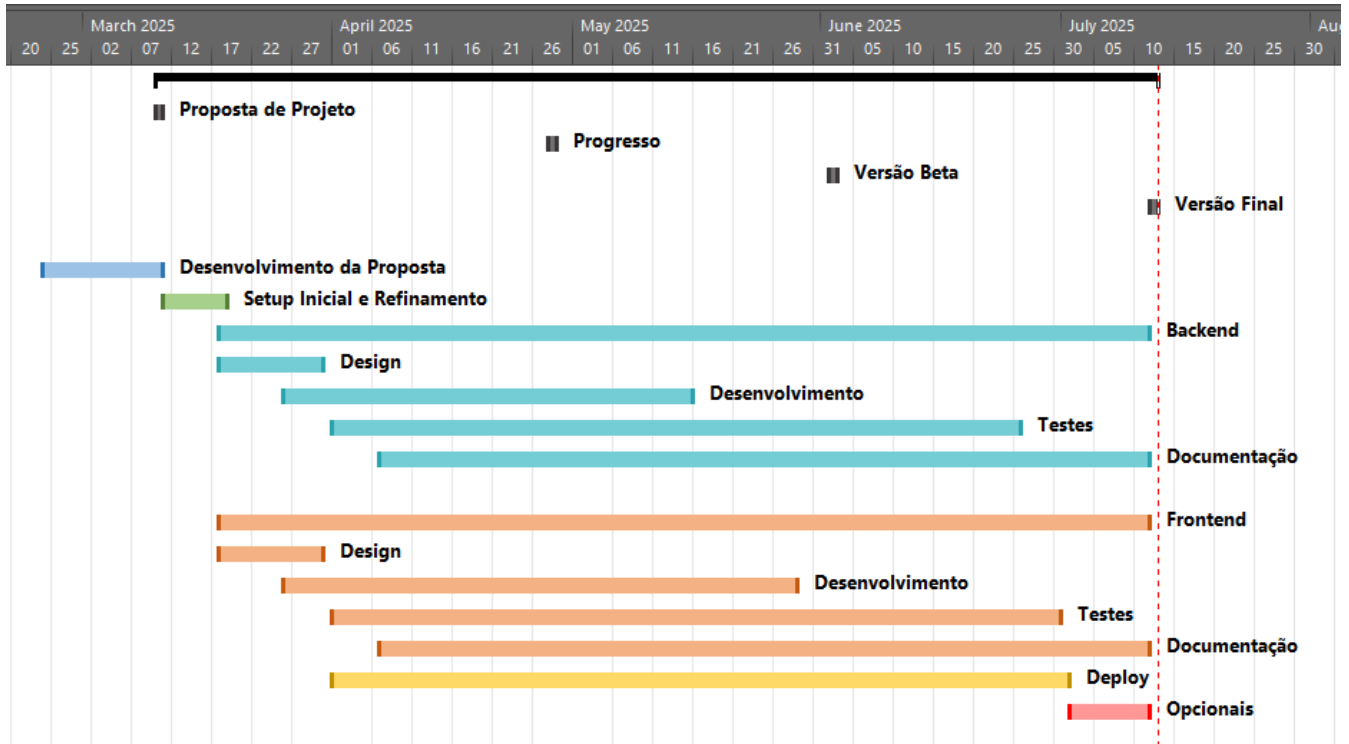 March 2025 April 2025 May 2025 June 2025 July 2025 Au
20 25 02 07 12 17 22 27 01 06 11 16 21 26 01 06 11 16 21 26 31 05 10 15 20 25 30 05 10 15 20 25 30
Proposta de Projeto
Progresso
Versão Beta
Versão Final
Desenvolvimento da Proposta
Setup Inicial e Refinamento
Backend
Design
Desenvolvimento
Testes
Documentação
Frontend
Design
Desenvolvimento
Testes
Documentação
Deploy
Opcionais